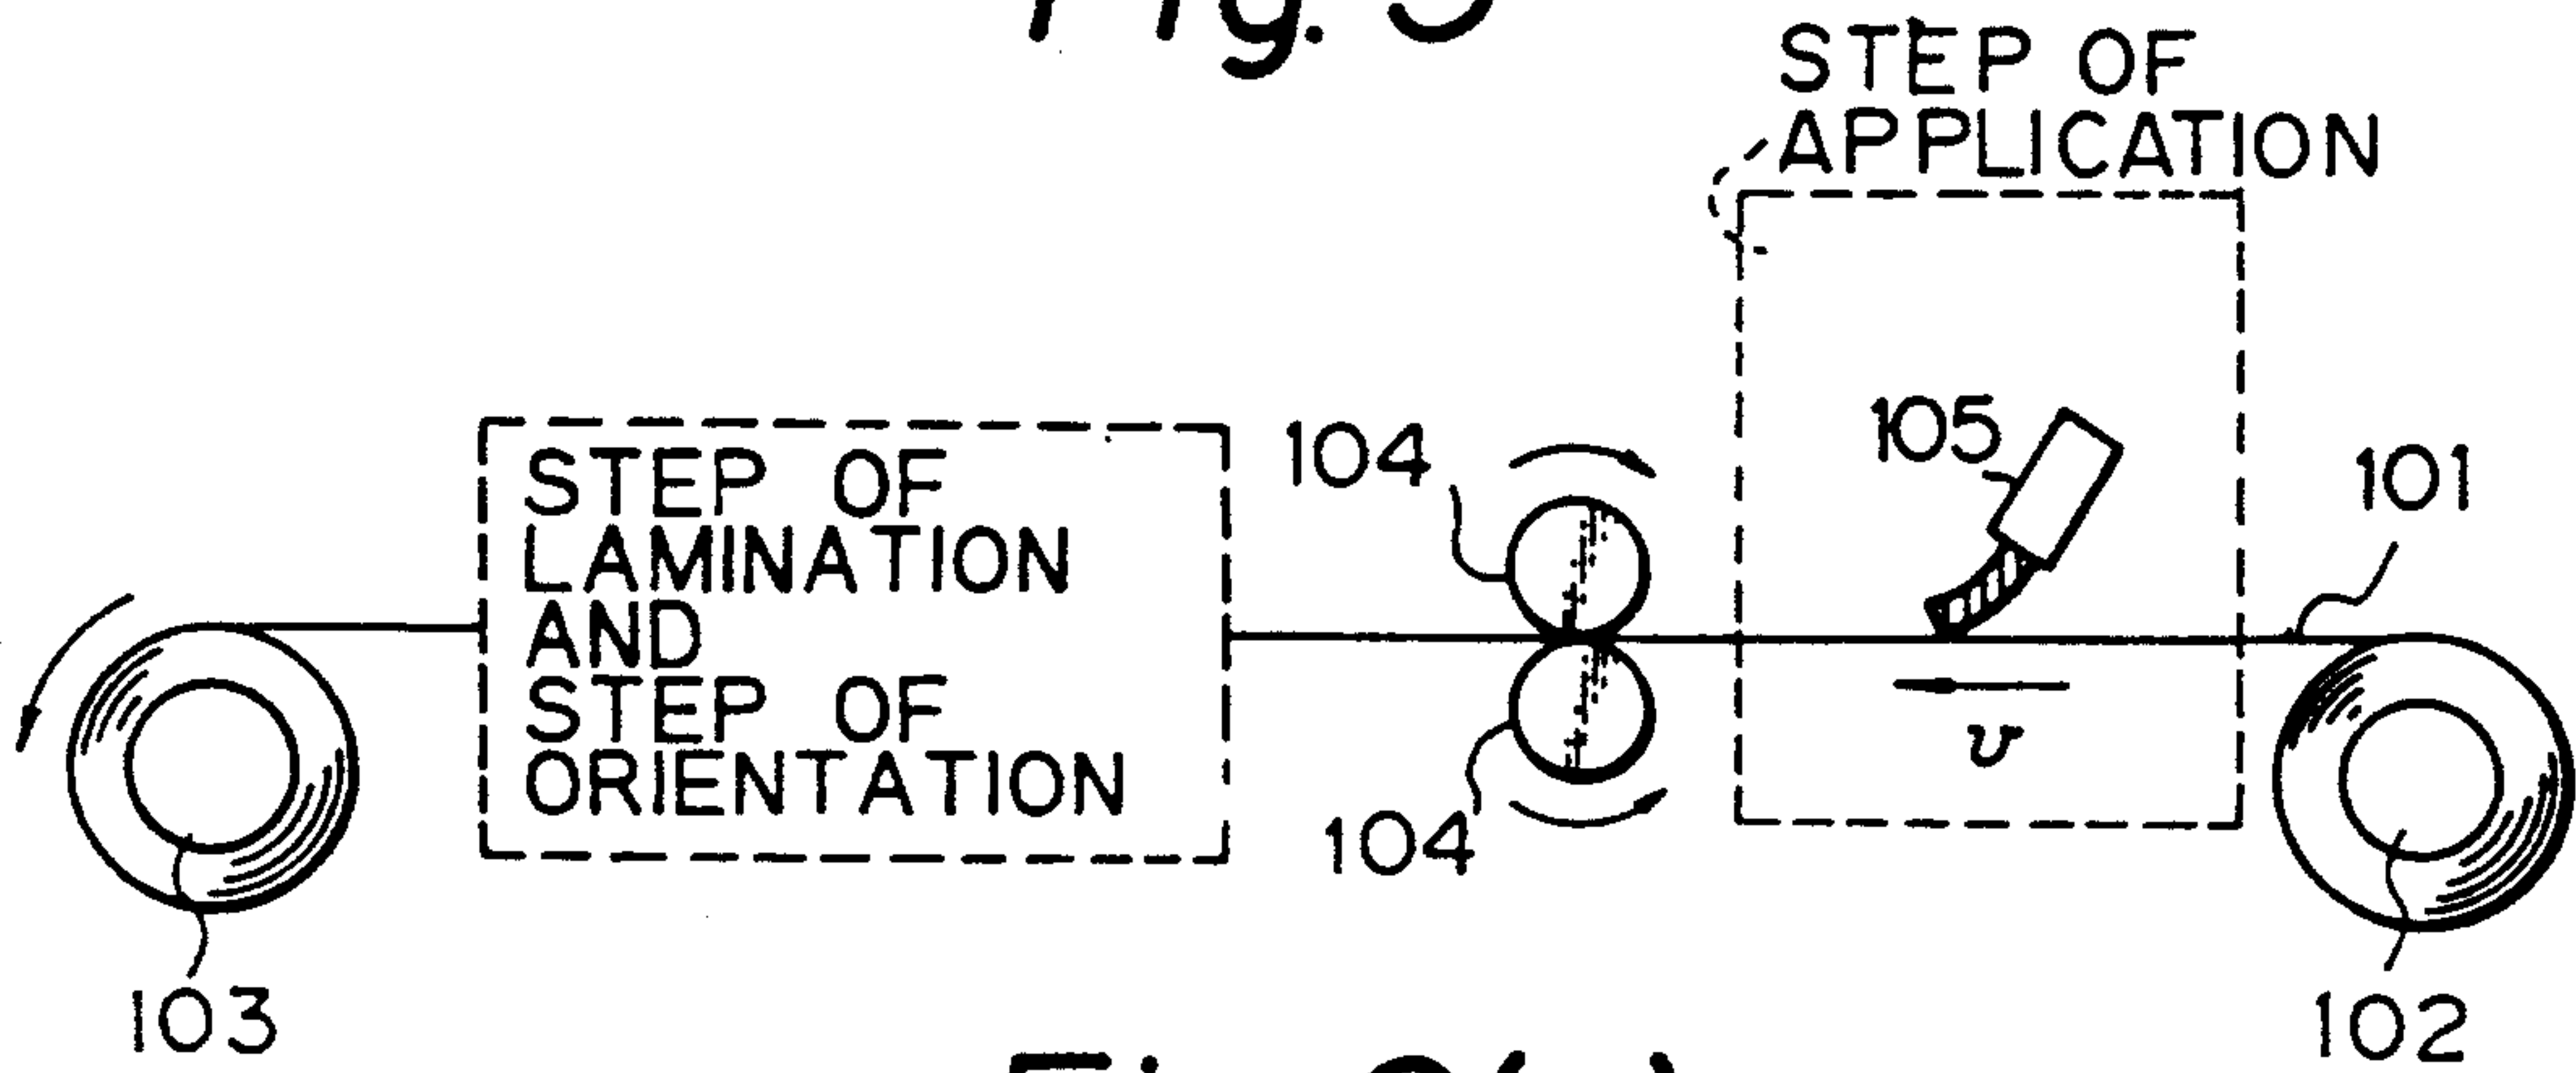 STEP OF
APPLICATION
105
101
104
STEP OF
LAMINATION
AND
STEP OF
ORIENTATION
v
104
103
102